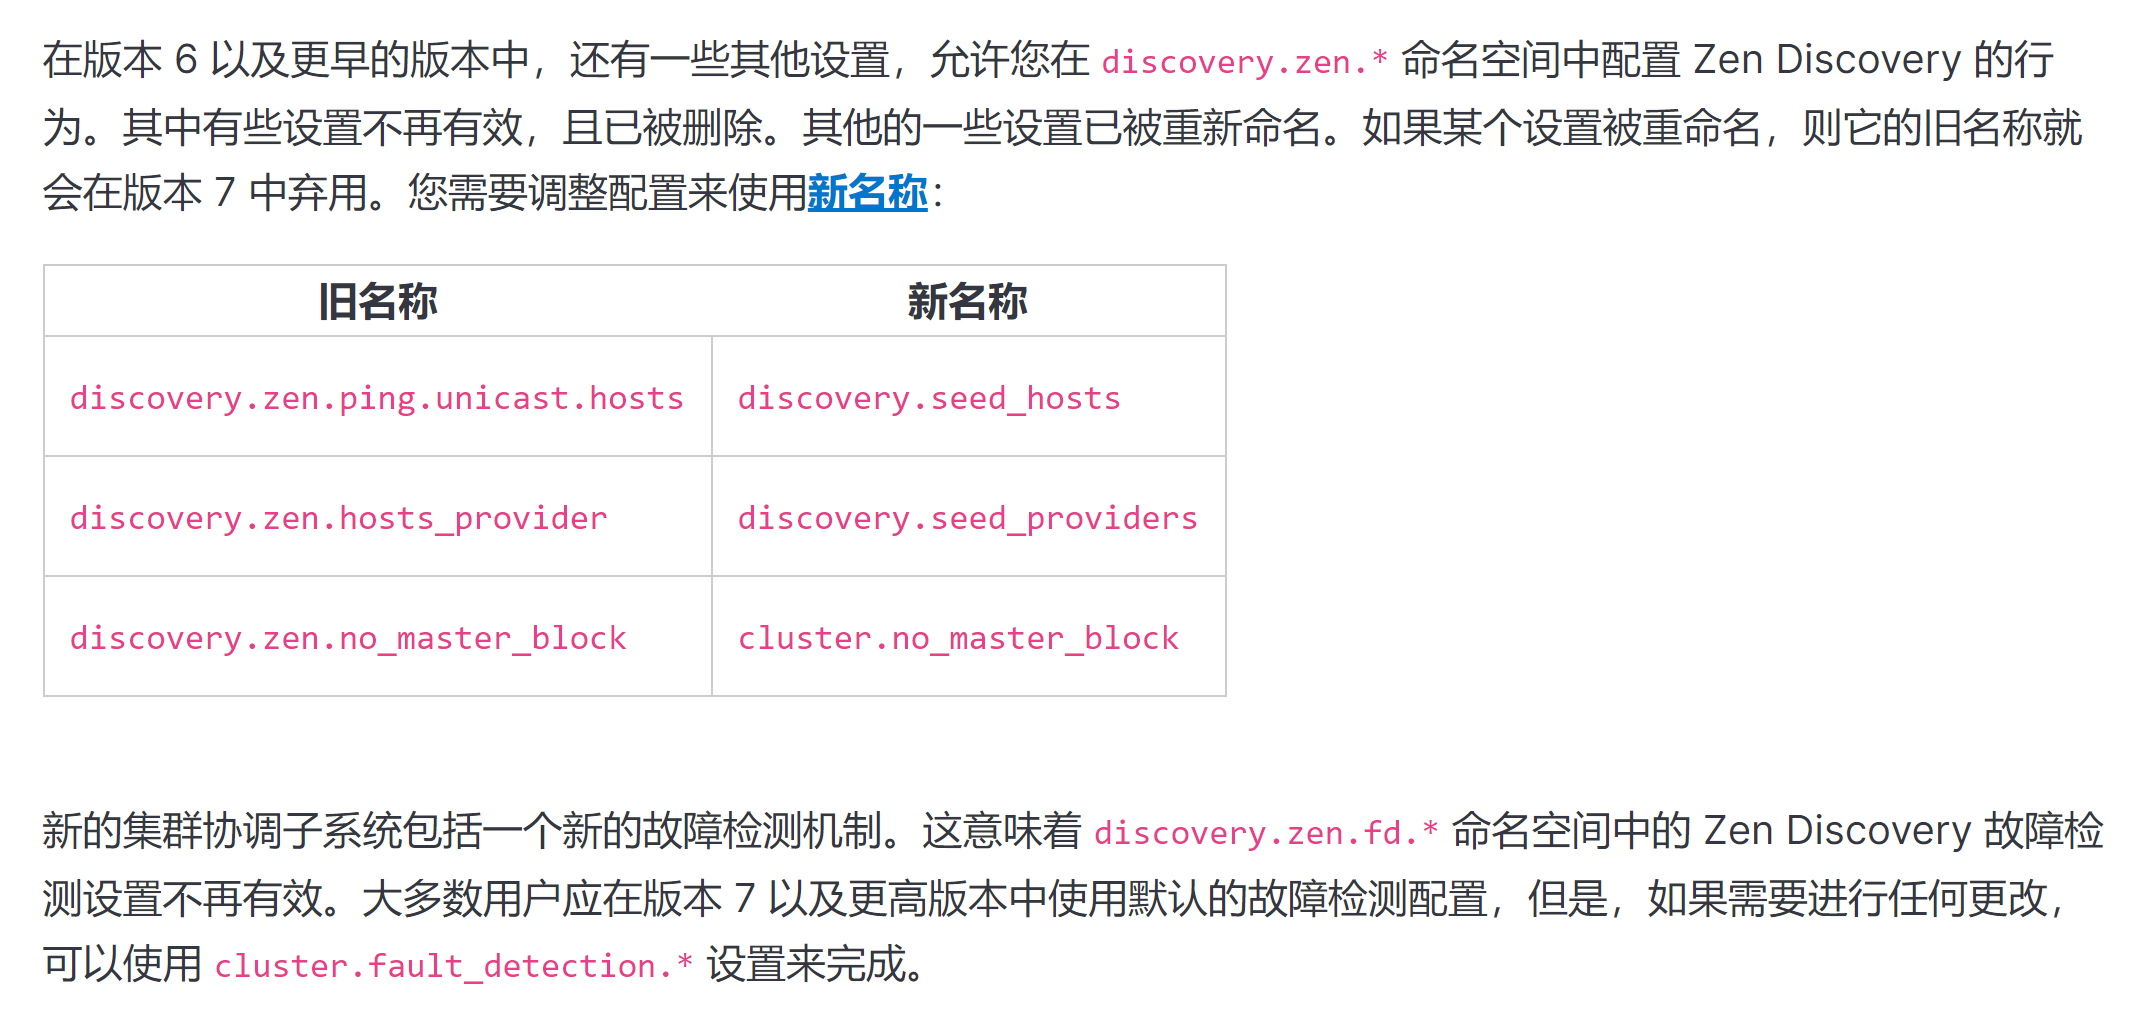 在版本 6 以及更早的版本中，还有一些其他设置，允许您在 discovery.zen.* 命名空间中配置 Zen Discovery 的行
为。其中有些设置不再有效，且已被删除。其他的一些设置已被重新命名。如果某个设置被重命名，则它的旧名称就
会在版本 7 中弃用。您需要调整配置来使用新名称：
旧名称 新名称
discovery.zen.ping.unicast.hosts discovery.seed_hosts
discovery.zen.hosts_provider discovery.seed_providers
discovery.zen.no_master_block cluster.no_master_block
新的集群协调子系统包括一个新的故障检测机制。这意味着 discovery.zen.fd.* 命名空间中的 Zen Discovery 故障检
测设置不再有效。大多数用户应在版本 7 以及更高版本中使用默认的故障检测配置，但是，如果需要进行任何更改，
可以使用 cluster.fault_detection.* 设置来完成。